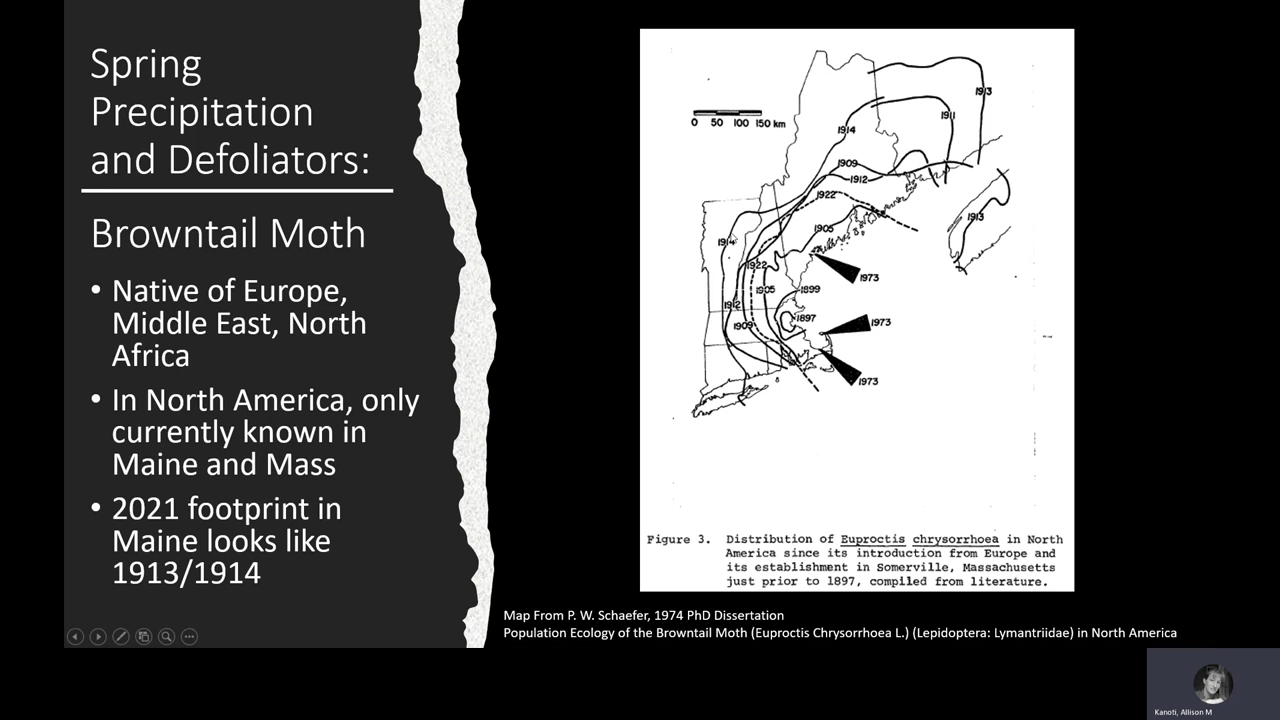 Spring
Precipitation
and Defoliators:
Browntail Moth
• Native of Europe,
Middle East, North
Africa
• In North America, only
currently known in
Maine and Mass
• 2021 footprint in
Maine looks like
1913/1914
0 50 100 150 km
1913
1911
1914
1909
1912
1922
1905
1913
1914
1922
1973
1905
1899
1912
1897
1909
1973
1973
Figure 3. Distribution of Euproctis chrysorrhoea in North
America since its introduction from Europe and
its establishment in Somerville, Massachusetts
just prior to 1897, compiled from literature.
Map From P. W. Schaefer, 1974 PhD Dissertation
Population Ecology of the Browntail Moth (Euproctis Chrysorrhoea L.) (Lepidoptera: Lymantriidae) in North America
Kanoti, Allison M